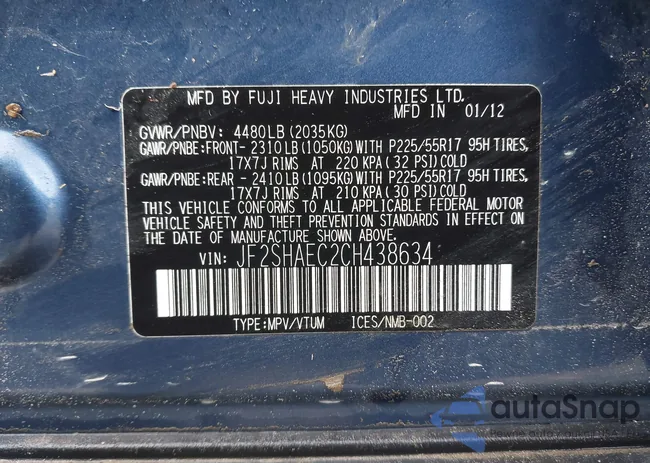 MFD BY FUJI HEAVY INDUSTRIES LTD.
MFD IN 01/12
GVWR/PNBV: 4480LB(2035KG)
GAWR/PNBE:FRONT-2310LB(1050KG)WITH P225/55R17 95H TIRES,
17X7J RIMS AT 220 KPA(32 PSI)COLD
GAWR/PNBE:REAR -2410LB(1095KG)WITH P225/55R17 95H TIRES,
17X7J RIMS AT 210 KPA(30 PSI)COLD
THIS VEHICLE CONFORMS TO ALL APPLICABLE FEDERAL MOTOR
VEHICLE SAFETY AND THEFT PREVENTION STANDARDS IN EFFECT ON
THE DATE OF MANUFACTURE SHOWN ABOVE.
VIN: JF2SHAEC2CH438634
TYPE:MPV/VTUM ICES/NMB-002
autoSnap